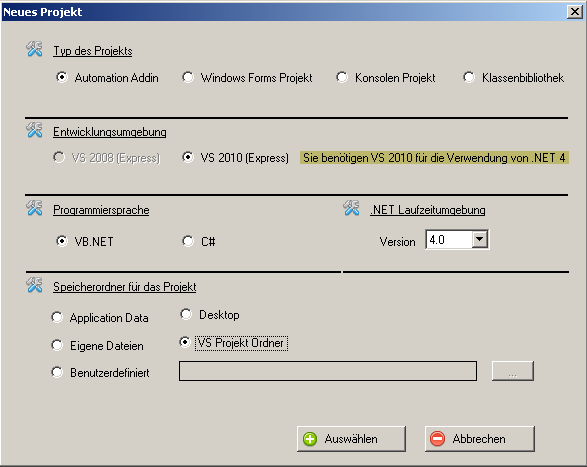 Neues Projekt
Typ des Projekts
Automation Addin Windows Forms Projekt Konsolen Projekt Klassenbibliothek
Entwicklungsumgebung
VS 2008 (Express) VS 2010 (Express) Sie benötigen VS 2010 für die Verwendung von .NET 4
Programmiersprache .NET Laufzeitumgebung
VB.NET C# Version 4.0
Speicherordner für das Projekt
Application Data Desktop
Eigene Dateien VS Projekt Ordner
Benutzerdefiniert ...
Auswählen Abbrechen